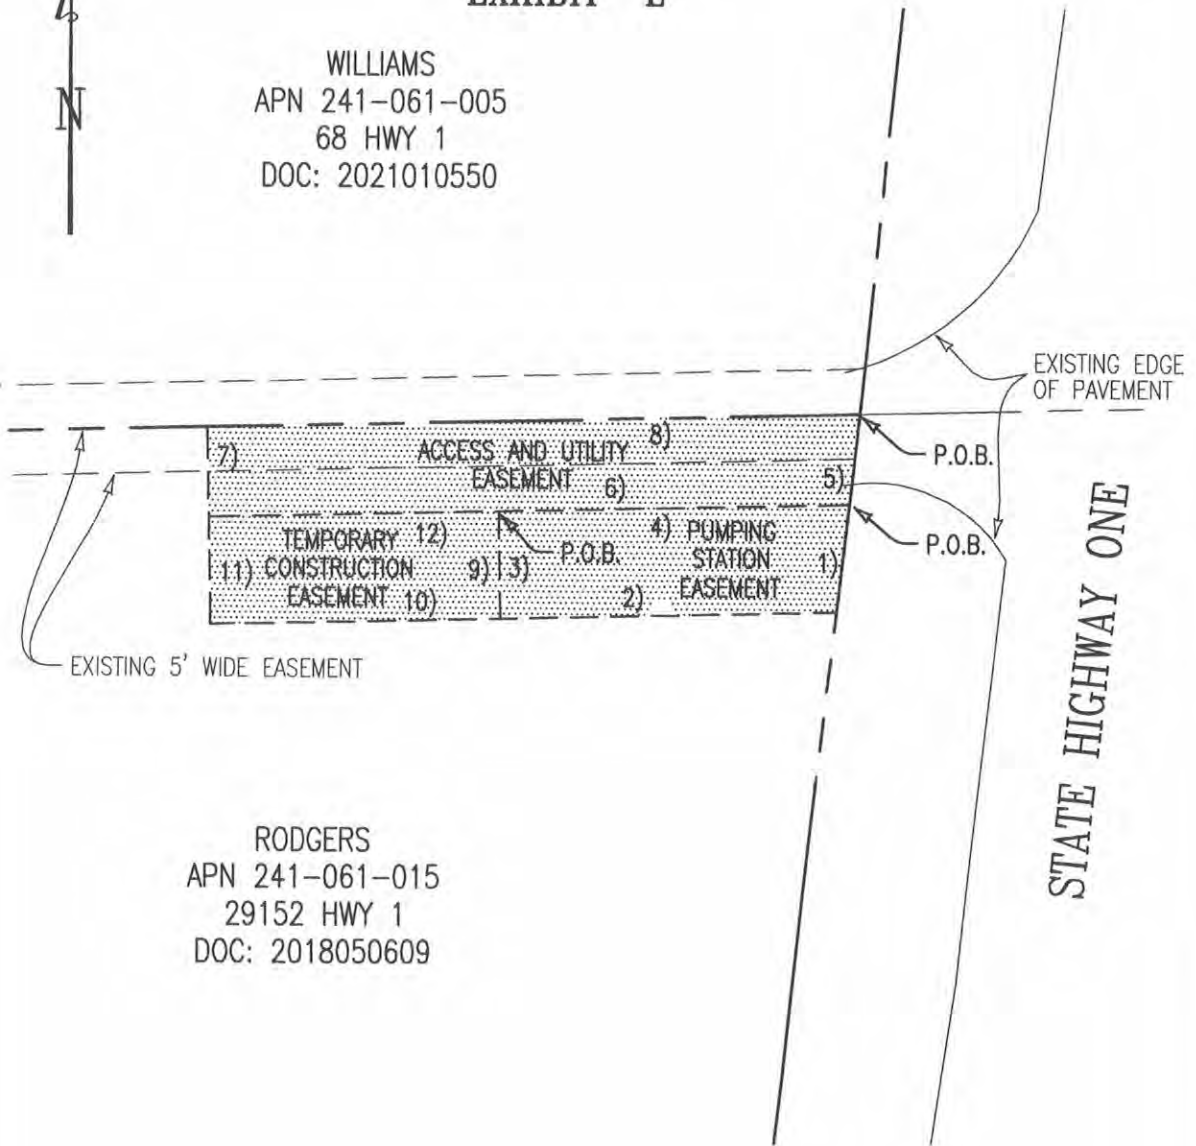 EXHIBIT "E"
N
WILLIAMS
APN 241-061-005
68 HWY 1
DOC: 2021010550
EXISTING EDGE
OF PAVEMENT
8)
7)
ACCESS AND UTILITY
EASEMENT
6)
5)
P.O.B.
P.O.B.
TEMPORARY
CONSTRUCTION
EASEMENT
12)
11)
10)
9)
P.O.B.
3)
4)
PUMPING
STATION
EASEMENT
1)
2)
EXISTING 5' WIDE EASEMENT
STATE HIGHWAY ONE
RODGERS
APN 241-061-015
29152 HWY 1
DOC: 2018050609